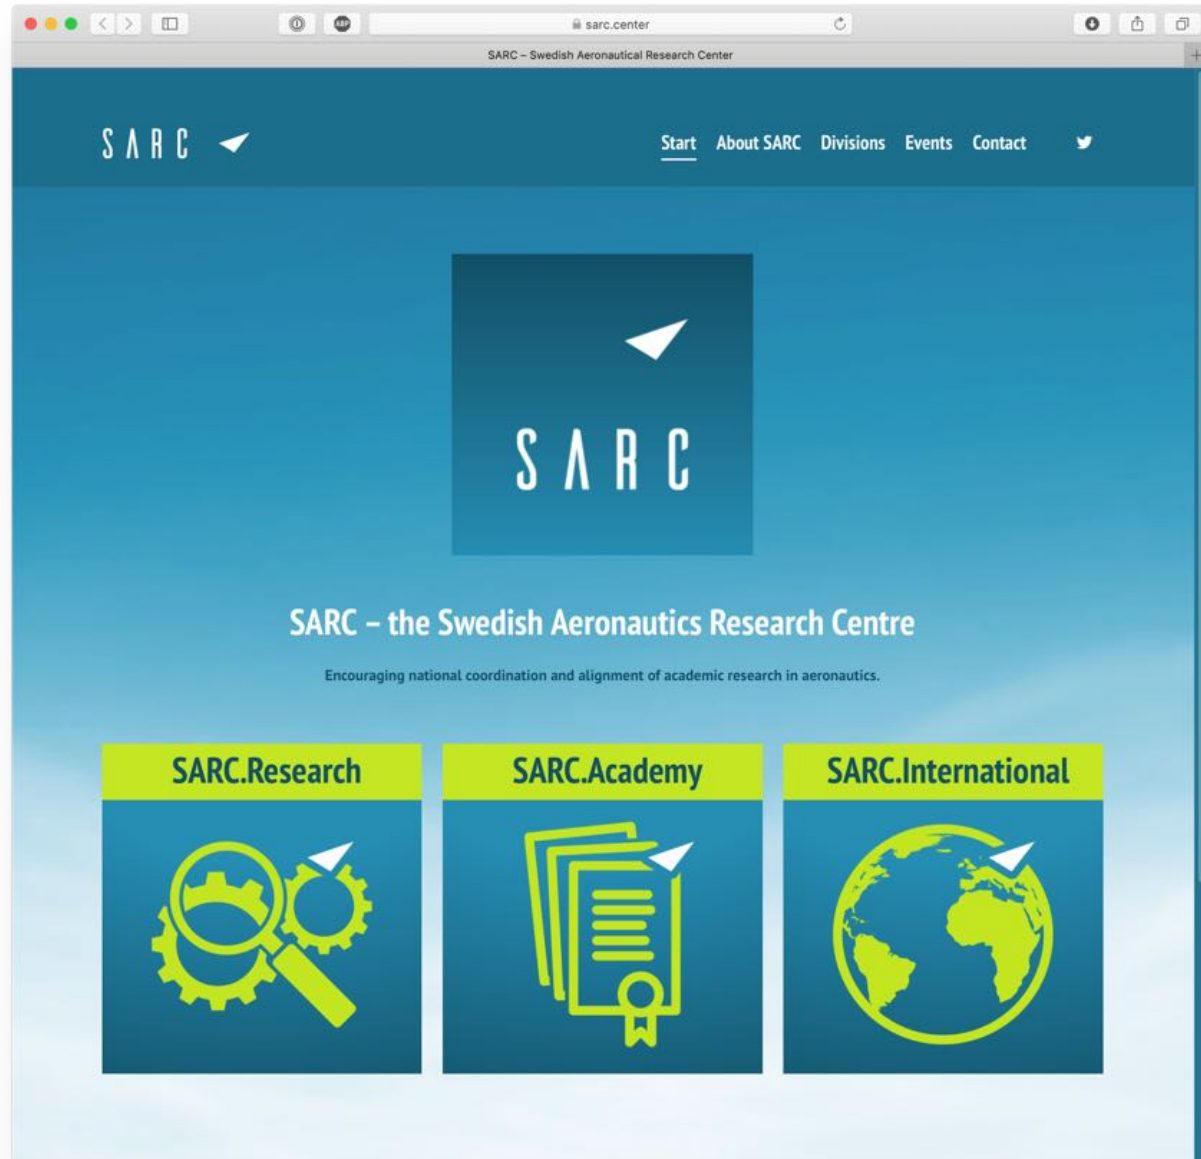 sarc.center
SARC – Swedish Aeronautical Research Center
SARC
Start About SARC Divisions Events Contact
SARC
SARC – the Swedish Aeronautics Research Centre
Encouraging national coordination and alignment of academic research in aeronautics.
SARC.Research SARC.Academy SARC.International